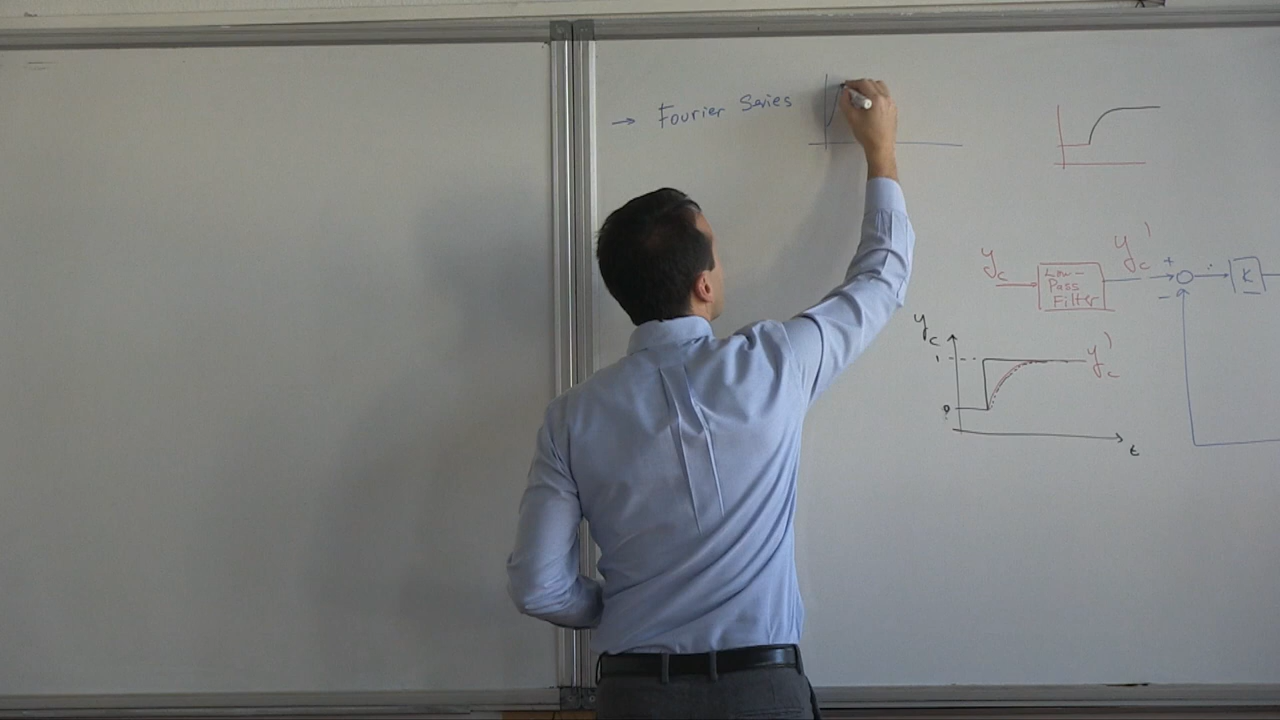 → Fourier Series
y_c
Low-
Pass
Filter
y_c'
+
−
K
y_c
1
y_c'
0
t